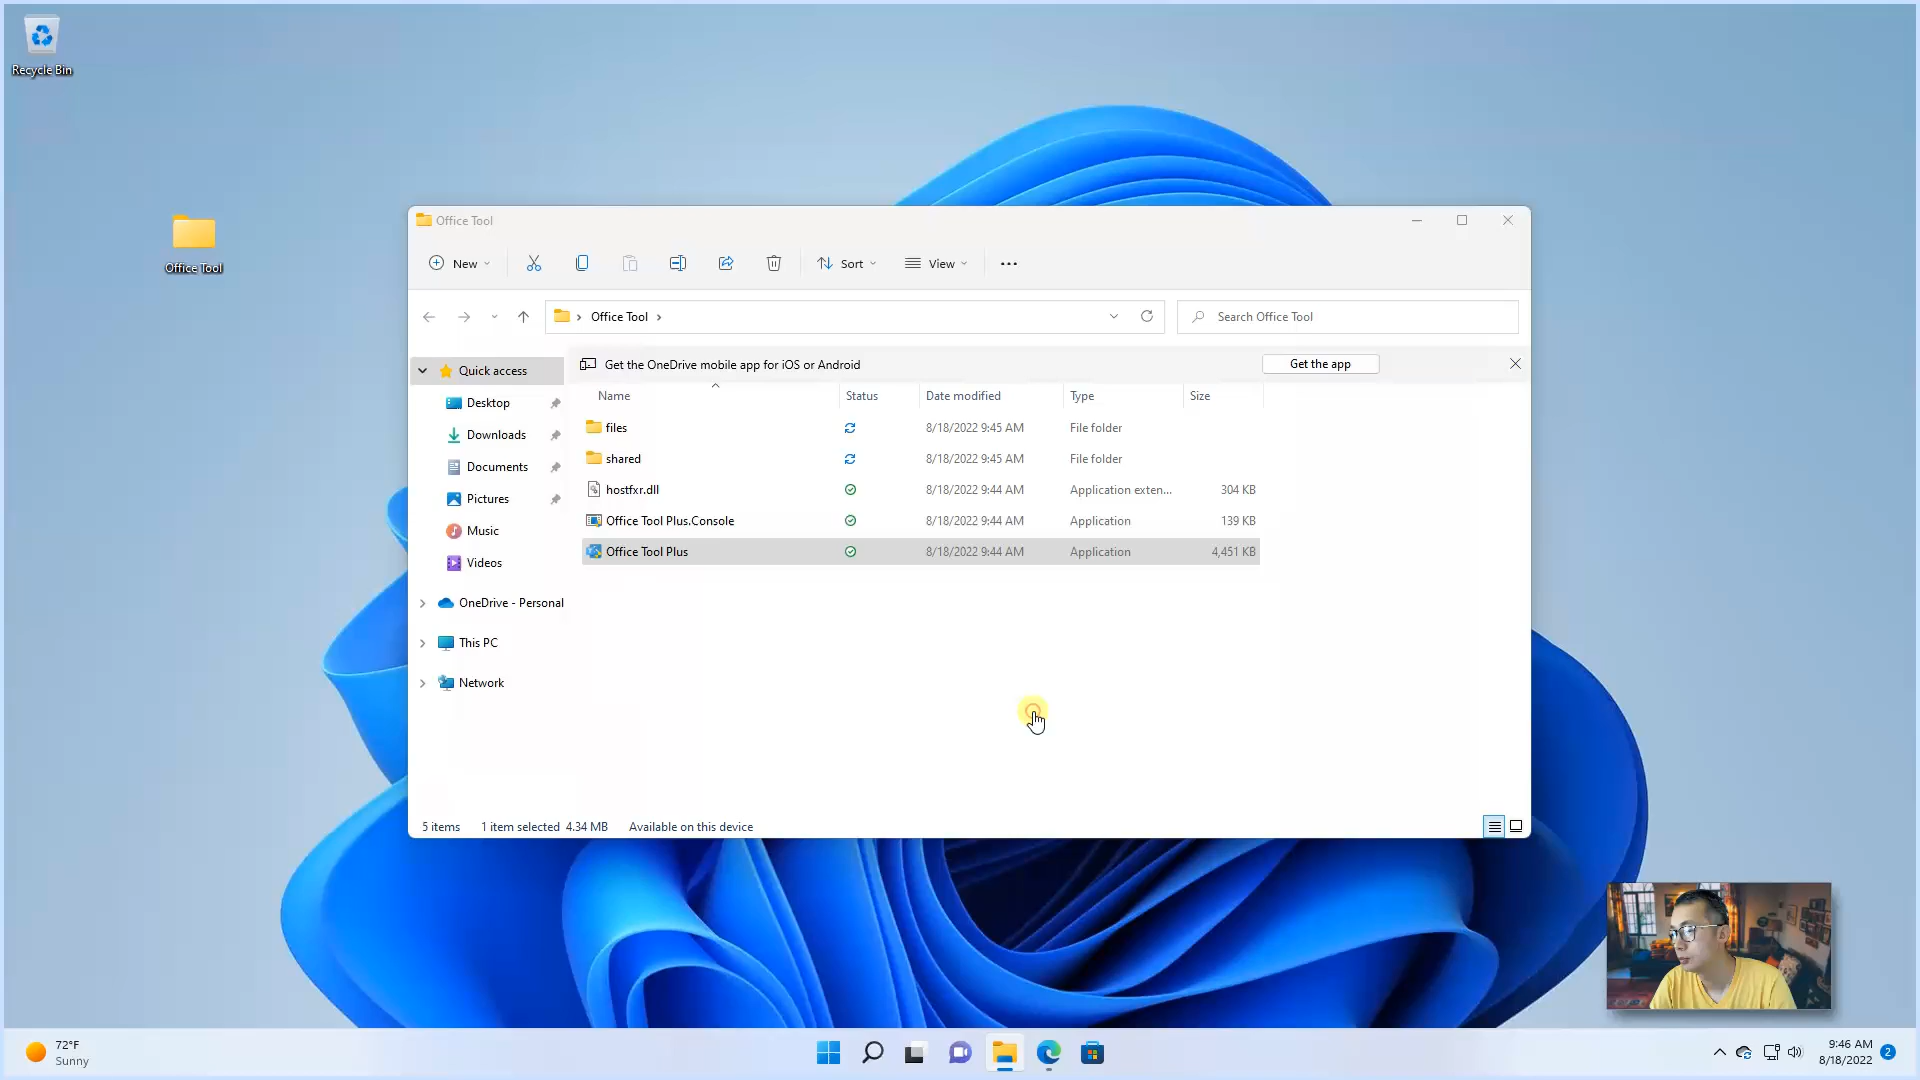 Recycle Bin
Office Tool
Office Tool
New
Sort
View
Office Tool
Search Office Tool
Quick access
Desktop
Downloads
Documents
Pictures
Music
Videos
OneDrive - Personal
This PC
Network
Get the OneDrive mobile app for iOS or Android
Get the app
Name Status Date modified Type Size
files 8/18/2022 9:45 AM File folder
shared 8/18/2022 9:45 AM File folder
hostfxr.dll 8/18/2022 9:44 AM Application exten... 304 KB
Office Tool Plus.Console 8/18/2022 9:44 AM Application 139 KB
Office Tool Plus 8/18/2022 9:44 AM Application 4,451 KB
5 items 1 item selected 4.34 MB Available on this device
72°F
Sunny
9:46 AM
8/18/2022
2